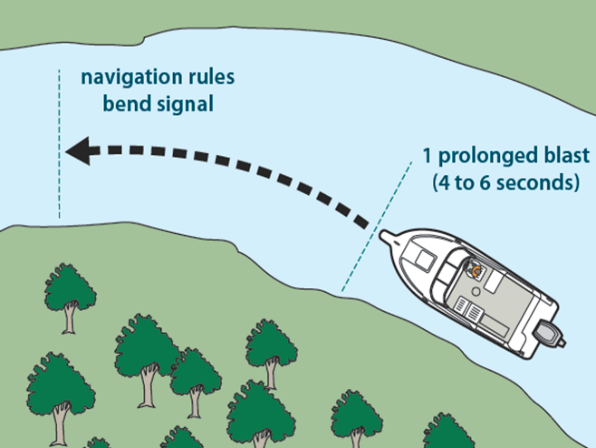 navigation rules
bend signal
1 prolonged blast
(4 to 6 seconds)